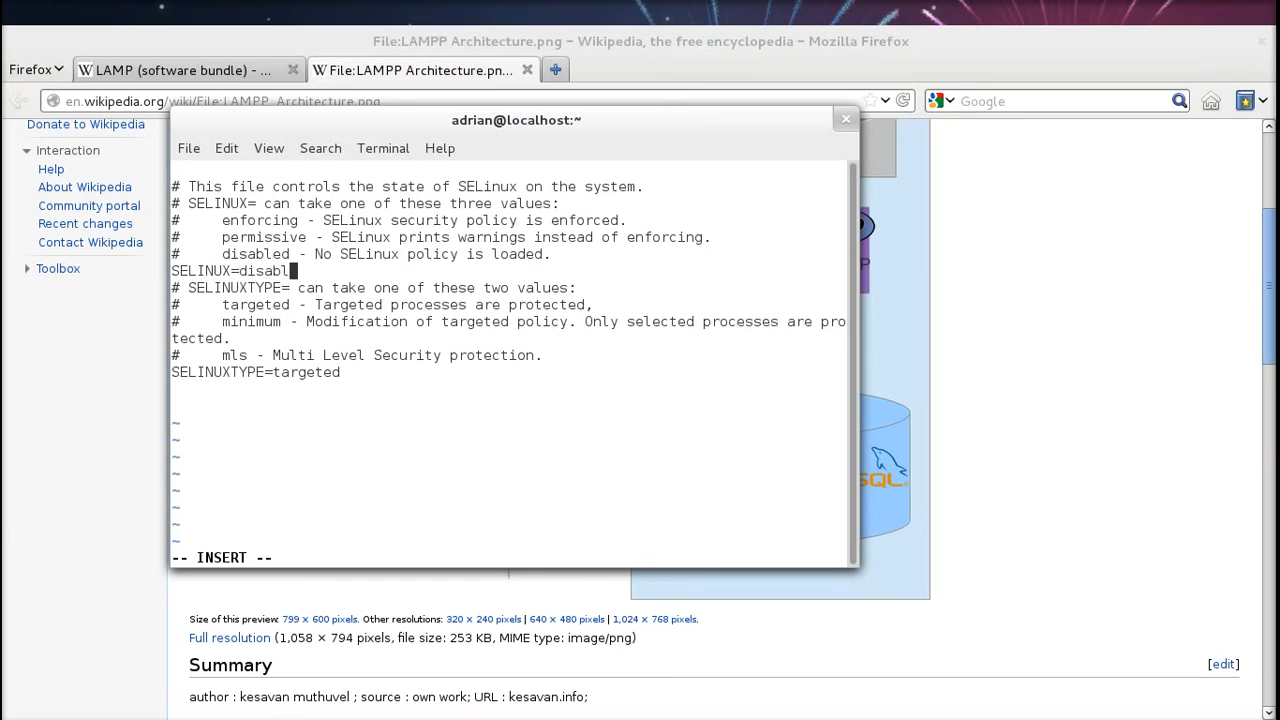 File:LAMPP Architecture.png – Wikipedia, the free encyclopedia – Mozilla Firefox
Firefox
LAMP (software bundle) - ...
File:LAMPP Architecture.pn...
en.wikipedia.org/wiki/File:LAMPP_Architecture.png
Google
Donate to Wikipedia
Interaction
Help
About Wikipedia
Community portal
Recent changes
Contact Wikipedia
Toolbox
adrian@localhost:~
File Edit View Search Terminal Help
# This file controls the state of SELinux on the system.
# SELINUX= can take one of these three values:
#     enforcing - SELinux security policy is enforced.
#     permissive - SELinux prints warnings instead of enforcing.
#     disabled - No SELinux policy is loaded.
SELINUX=disabl
# SELINUXTYPE= can take one of these two values:
#     targeted - Targeted processes are protected,
#     minimum - Modification of targeted policy. Only selected processes are pro
tected.
#     mls - Multi Level Security protection.
SELINUXTYPE=targeted
~
~
~
~
~
~
~
~
-- INSERT --
P
SQL
Size of this preview: 799 × 600 pixels. Other resolutions: 320 × 240 pixels | 640 × 480 pixels | 1,024 × 768 pixels.
Full resolution (1,058 × 794 pixels, file size: 253 KB, MIME type: image/png)
Summary
[edit]
author : kesavan muthuvel ; source : own work; URL : kesavan.info;